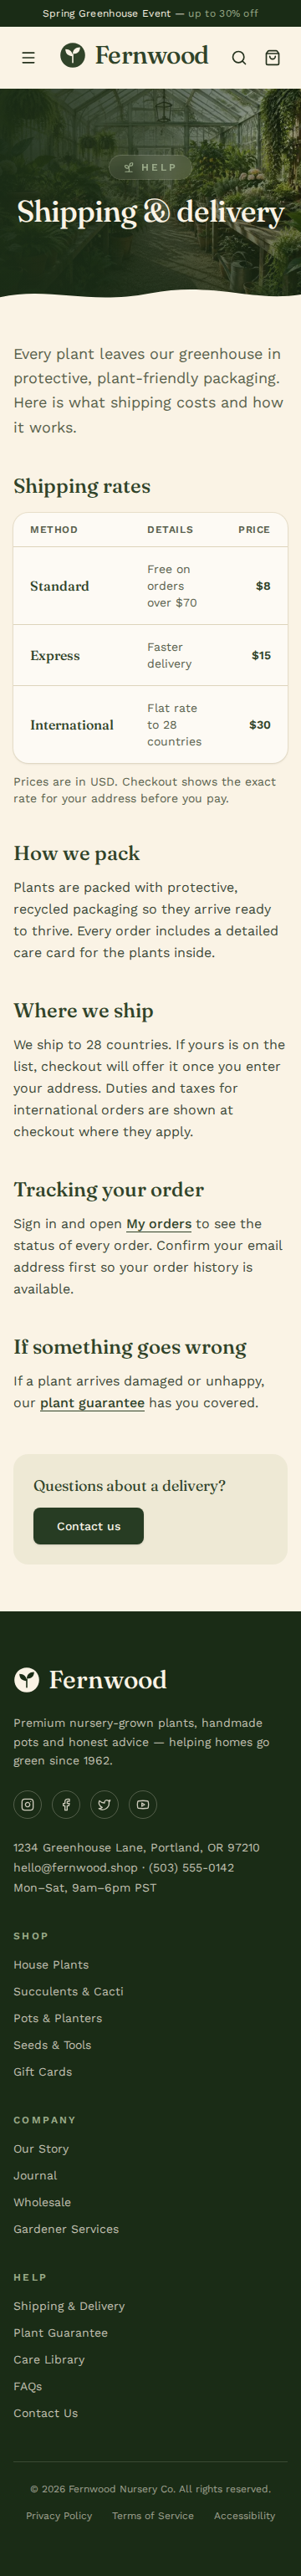 Spring Greenhouse Event — up to 30% off
Fernwood
HELP
Shipping & delivery
Every plant leaves our greenhouse in
protective, plant-friendly packaging.
Here is what shipping costs and how
it works.
Shipping rates
METHOD DETAILS PRICE
Standard Free on orders over $70 $8
Express Faster delivery $15
International Flat rate to 28 countries $30
Prices are in USD. Checkout shows the exact
rate for your address before you pay.
How we pack
Plants are packed with protective,
recycled packaging so they arrive ready
to thrive. Every order includes a detailed
care card for the plants inside.
Where we ship
We ship to 28 countries. If yours is on the
list, checkout will offer it once you enter
your address. Duties and taxes for
international orders are shown at
checkout where they apply.
Tracking your order
Sign in and open My orders to see the
status of every order. Confirm your email
address first so your order history is
available.
If something goes wrong
If a plant arrives damaged or unhappy,
our plant guarantee has you covered.
Questions about a delivery?
Contact us
Fernwood
Premium nursery-grown plants, handmade
pots and honest advice — helping homes go
green since 1962.
1234 Greenhouse Lane, Portland, OR 97210
hello@fernwood.shop · (503) 555-0142
Mon–Sat, 9am–6pm PST
SHOP
House Plants
Succulents & Cacti
Pots & Planters
Seeds & Tools
Gift Cards
COMPANY
Our Story
Journal
Wholesale
Gardener Services
HELP
Shipping & Delivery
Plant Guarantee
Care Library
FAQs
Contact Us
© 2026 Fernwood Nursery Co. All rights reserved.
Privacy Policy Terms of Service Accessibility